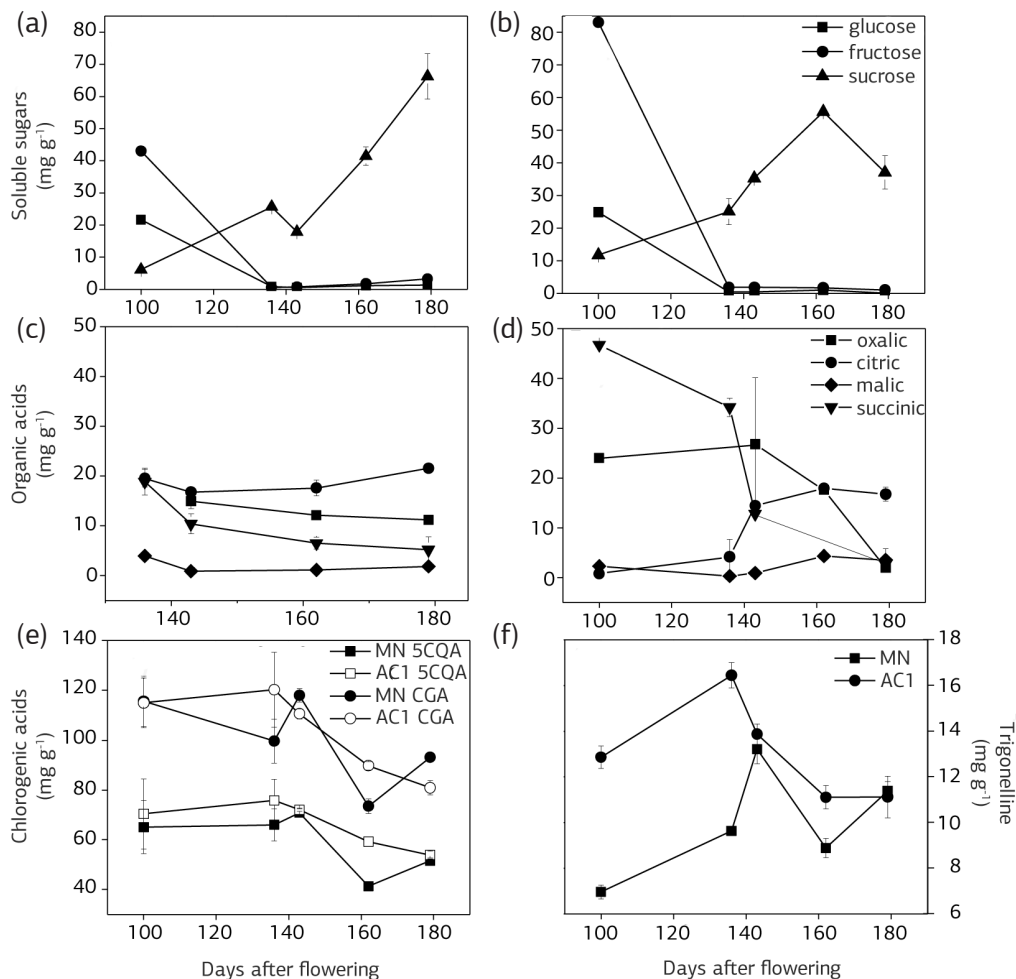 (a)
80
70
60
50
40
30
20
10
0
Soluble sugars
(mg g⁻¹)
100 120 140 160 180
(b)
80
70
60
50
40
30
20
10
0
glucose
fructose
sucrose
100 120 140 160 180
(c)
50
40
30
20
10
0
Organic acids
(mg g⁻¹)
140 160 180
(d)
50
40
30
20
10
0
oxalic
citric
malic
succinic
100 120 140 160 180
(e)
140
120
100
80
60
40
Chlorogenic acids
(mg g⁻¹)
MN 5CQA
AC1 5CQA
MN CGA
AC1 CGA
100 120 140 160 180
Days after flowering
(f)
MN
AC1
18
16
14
12
10
8
6
Trigonelline
(mg g⁻¹)
100 120 140 160 180
Days after flowering